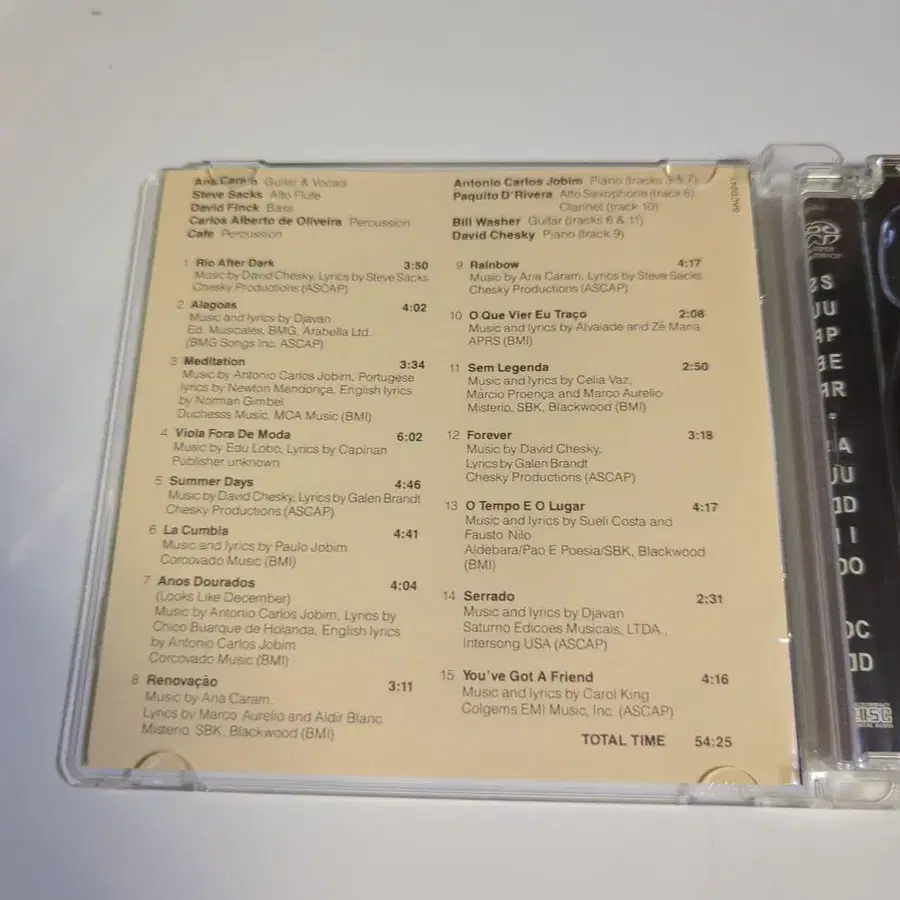 Ana Caram Guitar & Vocals
Steve Sacks Alto Flute
David Finck Bass
Carlos Alberto de Oliveira Percussion
Cafe Percussion
Antonio Carlos Jobim Piano (tracks 3 & 7)
Paquito D'Rivera Alto Saxophone (track 6),
Clarinet (track 10)
Bill Washer Guitar (tracks 6 & 11)
David Chesky Piano (track 9)
1 Rio After Dark 3:50
Music by David Chesky, Lyrics by Steve Sacks
Chesky Productions (ASCAP)
2 Alagoas 4:02
Music and lyrics by Djavan
Ed. Musicales, BMG, Arabella Ltd.
(BMG Songs Inc. ASCAP)
3 Meditation 3:34
Music by Antonio Carlos Jobim, Portugese
lyrics by Newton Mendonça, English lyrics
by Norman Gimbel
Duchesss Music, MCA Music (BMI)
4 Viola Fora De Moda 6:02
Music by Edu Lobo, Lyrics by Capinan
Publisher unknown
5 Summer Days 4:46
Music by David Chesky, Lyrics by Galen Brandt
Chesky Productions (ASCAP)
6 La Cumbia 4:41
Music and lyrics by Paulo Jobim
Corcovado Music (BMI)
7 Anos Dourados 4:04
(Looks Like December)
Music by Antonio Carlos Jobim, Lyrics by
Chico Buarque de Holanda, English lyrics
by Antonio Carlos Jobim
Corcovado Music (BMI)
8 Renovação 3:11
Music by Ana Caram,
Lyrics by Marco Aurelio and Aldir Blanc
Misterio, SBK, Blackwood (BMI)
9 Rainbow 4:17
Music by Ana Caram, Lyrics by Steve Sacks
Chesky Productions (ASCAP)
10 O Que Vier Eu Traço 2:08
Music and lyrics by Alvaiade and Zé Maria
APRS (BMI)
11 Sem Legenda 2:50
Music and lyrics by Celia Vaz,
Márcio Proença and Marco Aurelio
Misterio, SBK, Blackwood (BMI)
12 Forever 3:18
Music by David Chesky,
Lyrics by Galen Brandt
Chesky Productions (ASCAP)
13 O Tempo E O Lugar 4:17
Music and lyrics by Sueli Costa and
Fausto Nilo
Aldebara/Pao E Poesia/SBK, Blackwood
(BMI)
14 Serrado 2:31
Music and lyrics by Djavan
Saturno Edicoes Musicais, LTDA.,
Intersong USA (ASCAP)
15 You've Got A Friend 4:16
Music and lyrics by Carol King
Colgems EMI Music, Inc. (ASCAP)
TOTAL TIME 54:25